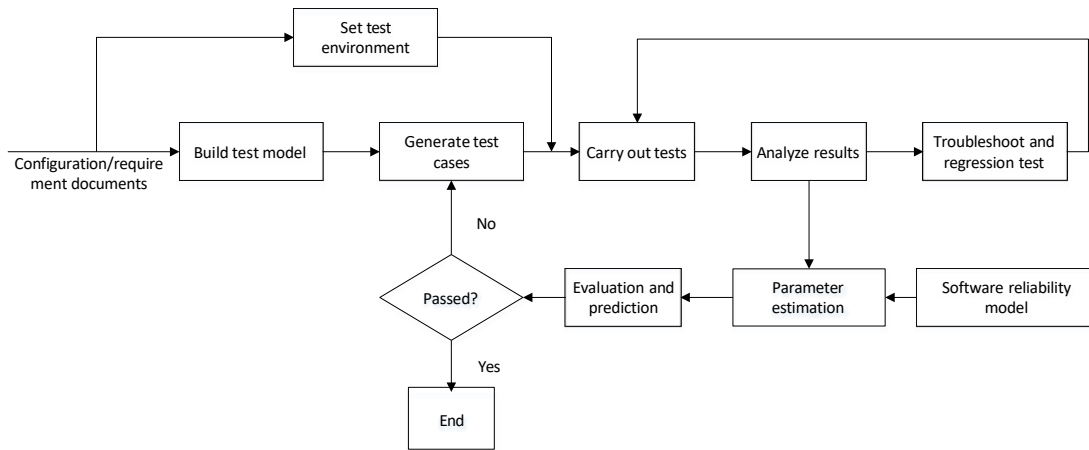 Set test
environment
Configuration/require
ment documents
Build test model
Generate test
cases
Carry out tests
Analyze results
Troubleshoot and
regression test
No
Passed?
Evaluation and
prediction
Parameter
estimation
Software reliability
model
Yes
End